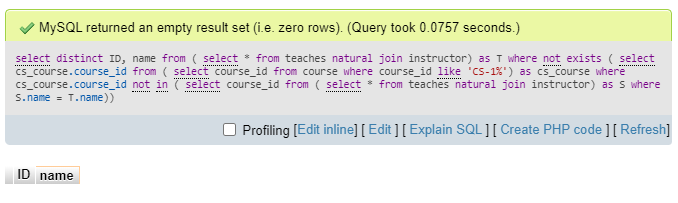 MySQL returned an empty result set (i.e. zero rows). (Query took 0.0757 seconds.)
select distinct ID, name from ( select * from teaches natural join instructor) as T where not exists ( select
cs_course.course_id from ( select course_id from course where course_id like 'CS-1%') as cs_course where
cs_course.course_id not in ( select course_id from ( select * from teaches natural join instructor) as S where
S.name = T.name))
Profiling [Edit inline] [ Edit ] [ Explain SQL ] [ Create PHP code ] [ Refresh]
ID name